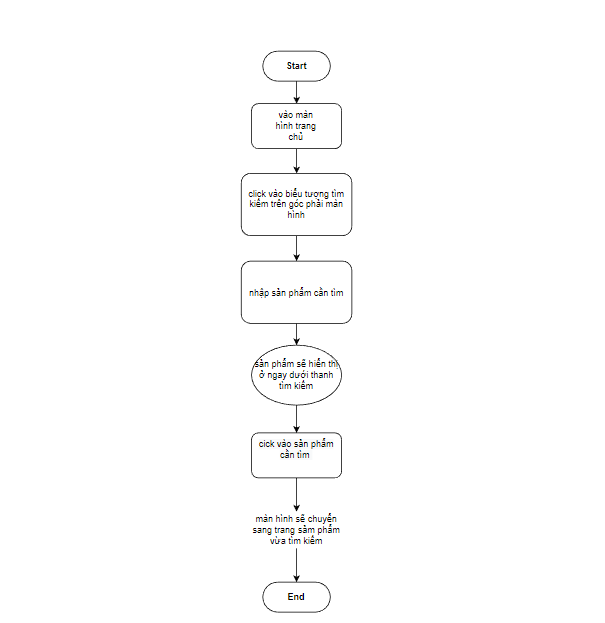 Start
vào màn
hình trang
chủ
click vào biểu tượng tìm
kiếm trên góc phải màn
hình
nhập sản phẩm cần tìm
sản phẩm sẽ hiển thị
ở ngay dưới thanh
tìm kiếm
cick vào sản phẩm
cần tìm
màn hình sẽ chuyển
sang trang sảm phẩm
vừa tìm kiếm
End